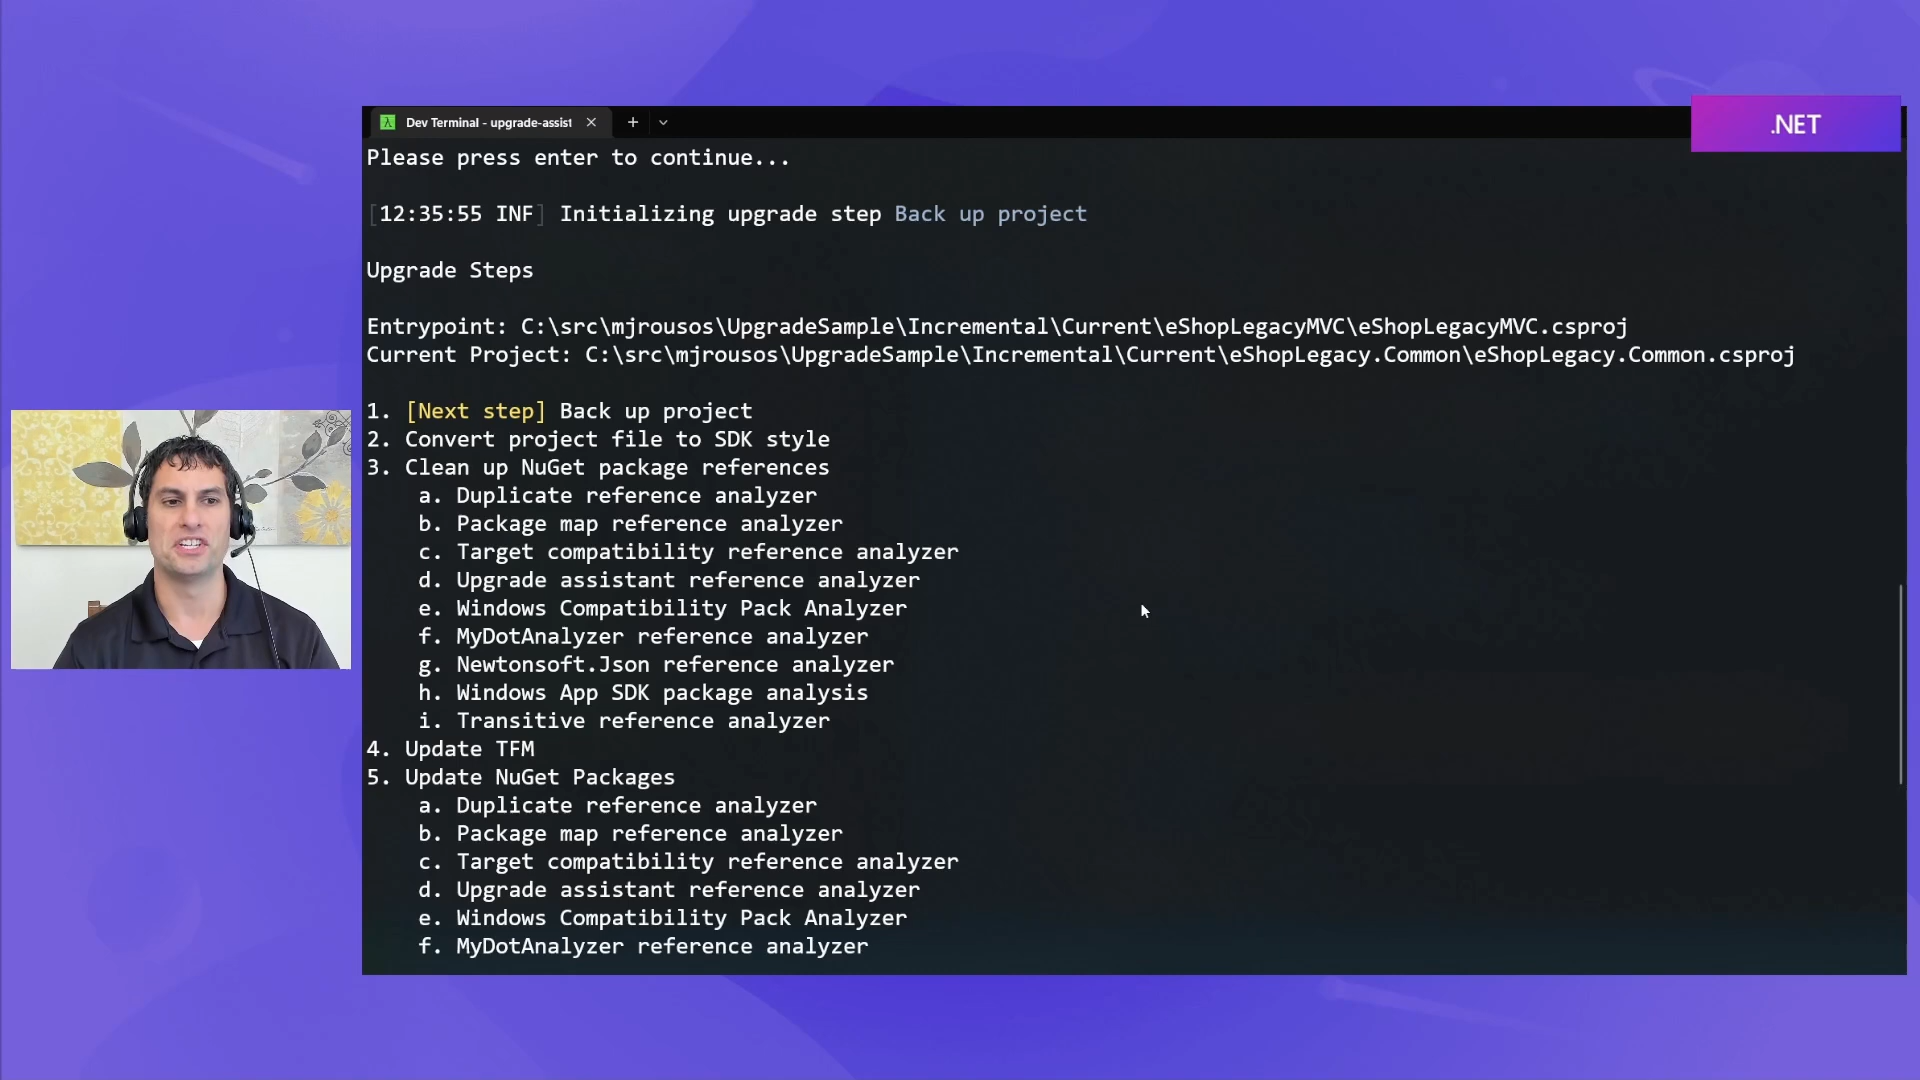 .NET
Dev Terminal - upgrade-assist
Please press enter to continue...
[12:35:55 INF] Initializing upgrade step Back up project
Upgrade Steps
Entrypoint: C:\src\mjrousos\UpgradeSample\Incremental\Current\eShopLegacyMVC\eShopLegacyMVC.csproj
Current Project: C:\src\mjrousos\UpgradeSample\Incremental\Current\eShopLegacy.Common\eShopLegacy.Common.csproj
1. [Next step] Back up project
2. Convert project file to SDK style
3. Clean up NuGet package references
a. Duplicate reference analyzer
b. Package map reference analyzer
c. Target compatibility reference analyzer
d. Upgrade assistant reference analyzer
e. Windows Compatibility Pack Analyzer
f. MyDotAnalyzer reference analyzer
g. Newtonsoft.Json reference analyzer
h. Windows App SDK package analysis
i. Transitive reference analyzer
4. Update TFM
5. Update NuGet Packages
a. Duplicate reference analyzer
b. Package map reference analyzer
c. Target compatibility reference analyzer
d. Upgrade assistant reference analyzer
e. Windows Compatibility Pack Analyzer
f. MyDotAnalyzer reference analyzer